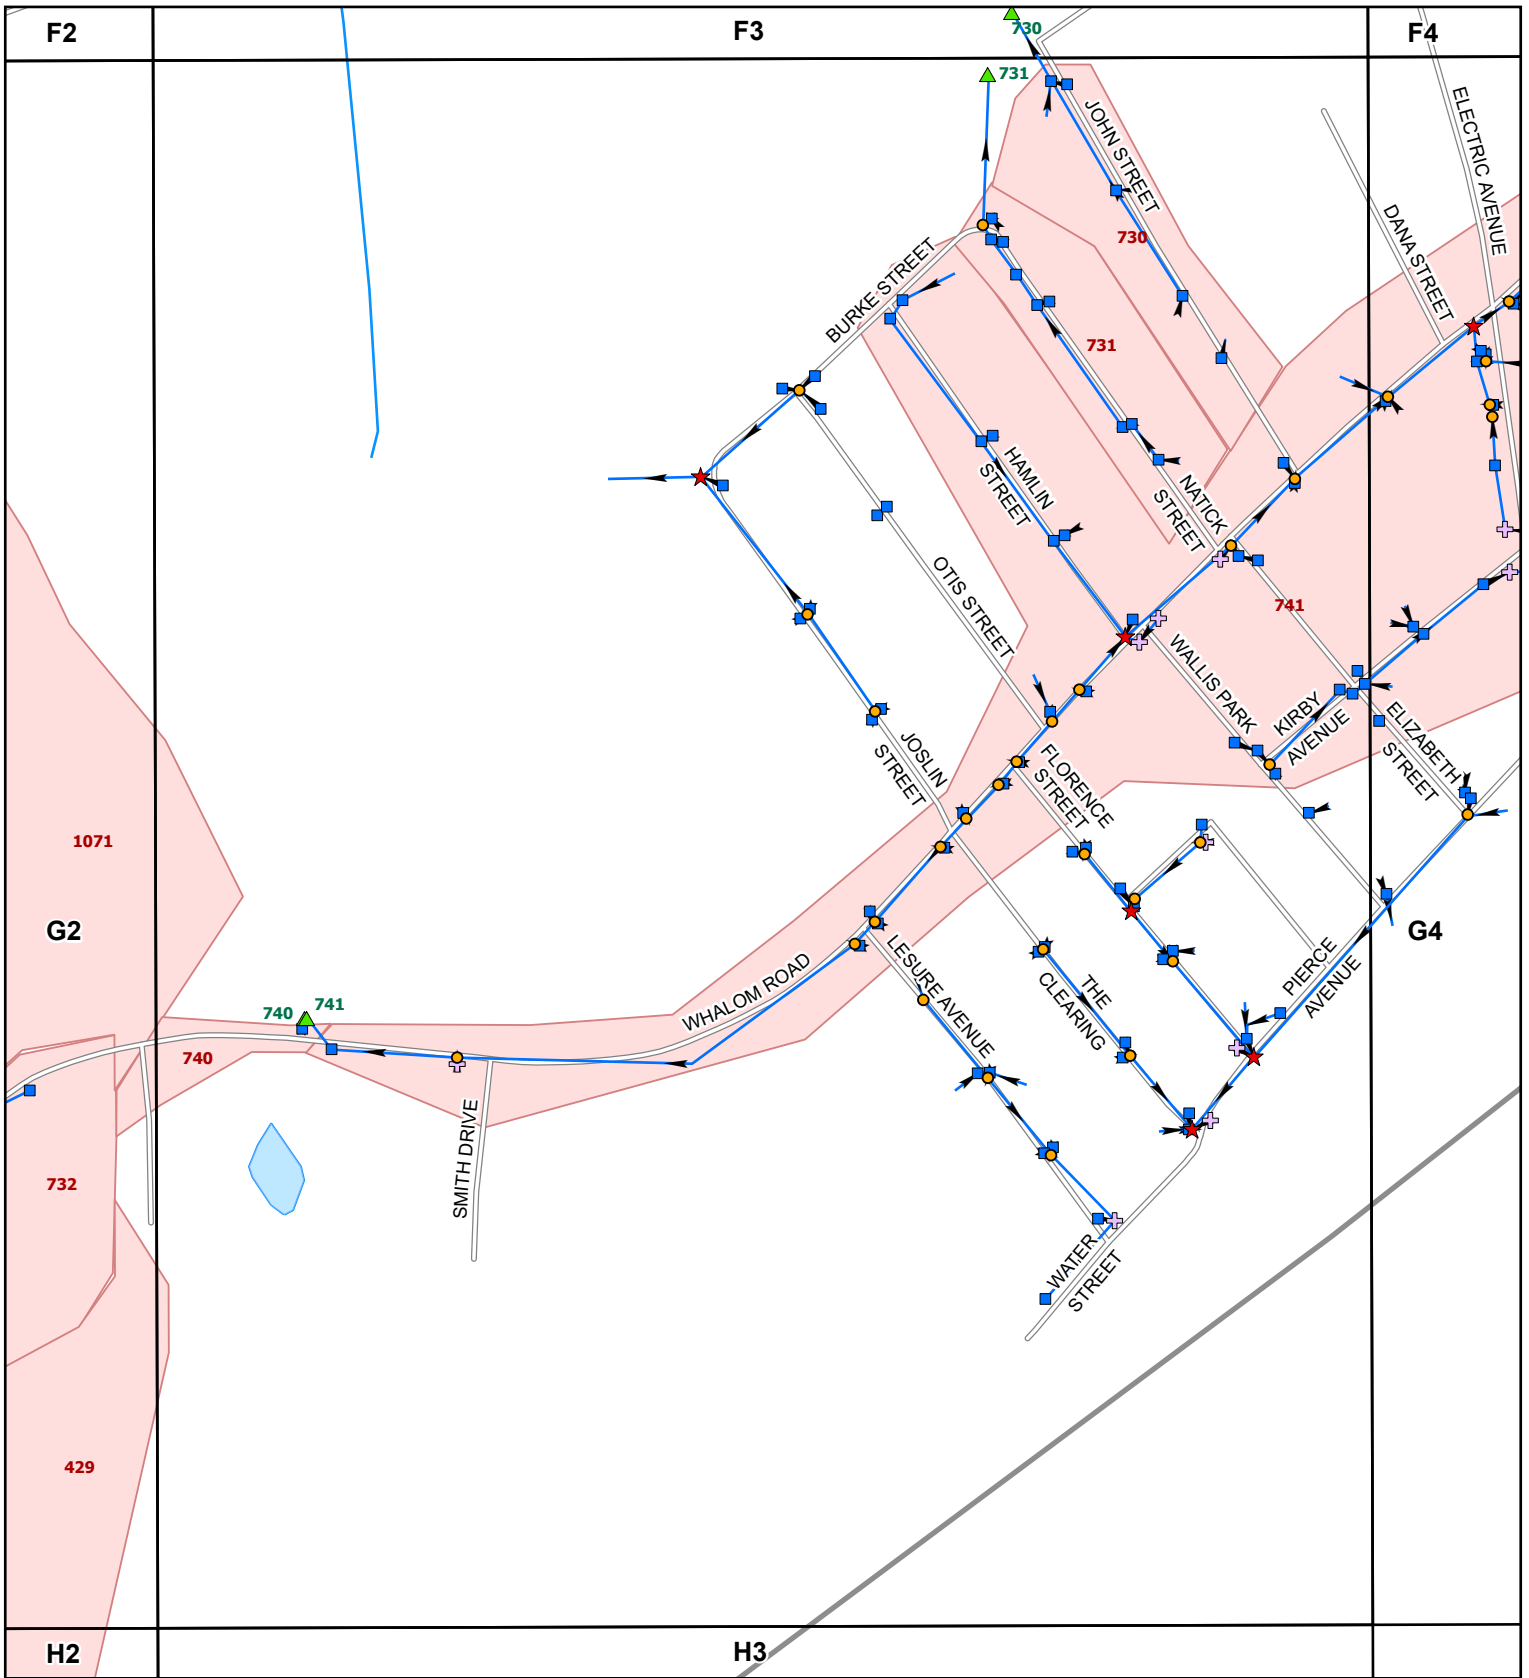 F2
F3
F4
730
731
JOHN STREET
ELECTRIC AVENUE
DANA STREET
730
BURKE STREET
731
HAMLIN
STREET
NATICK
STREET
OTIS STREET
741
WALLIS PARK
KIRBY
AVENUE
ELIZABETH
STREET
JOSLIN
STREET
FLORENCE
STREET
1071
G2
G4
LESURE AVENUE
WHALOM ROAD
THE
CLEARING
PIERCE
AVENUE
740
741
740
SMITH DRIVE
732
WATER
STREET
429
H2
H3